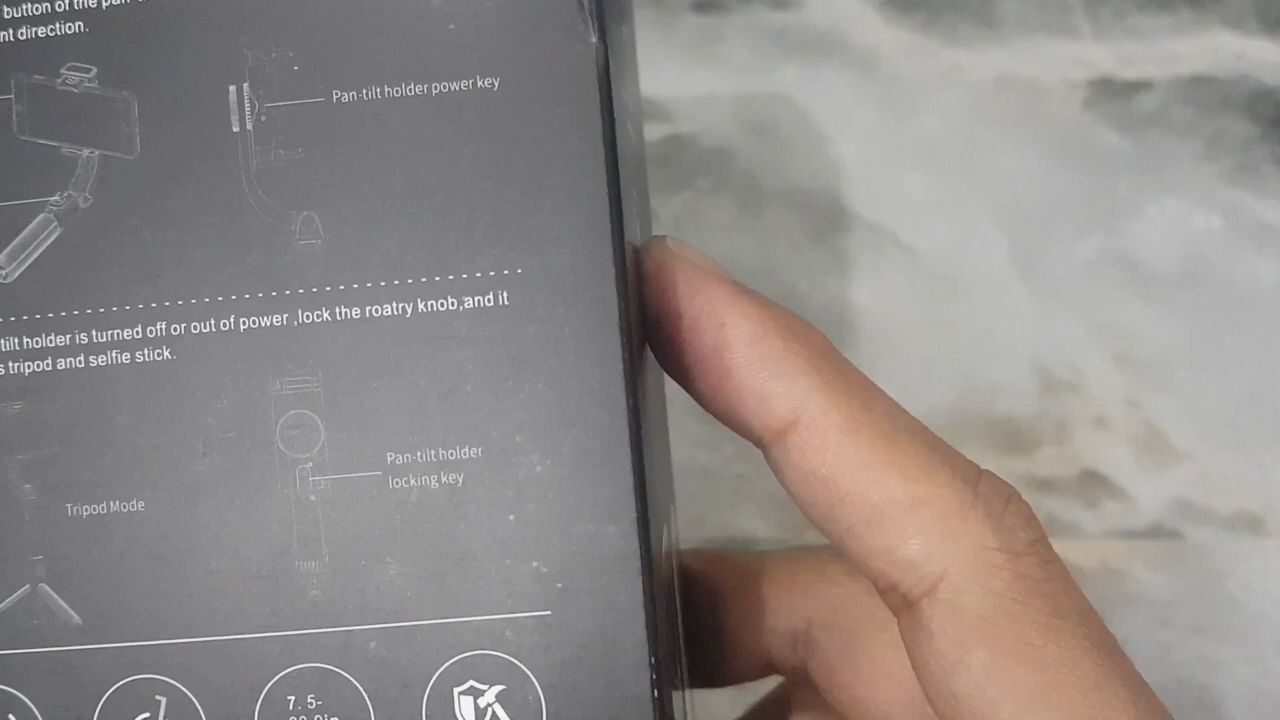 button of the pan
nt direction.
Pan-tilt holder power key
tilt holder is turned off or out of power ,lock the roatry knob,and it
s tripod and selfie stick.
Pan-tilt holder
locking key
Tripod Mode
7.5-